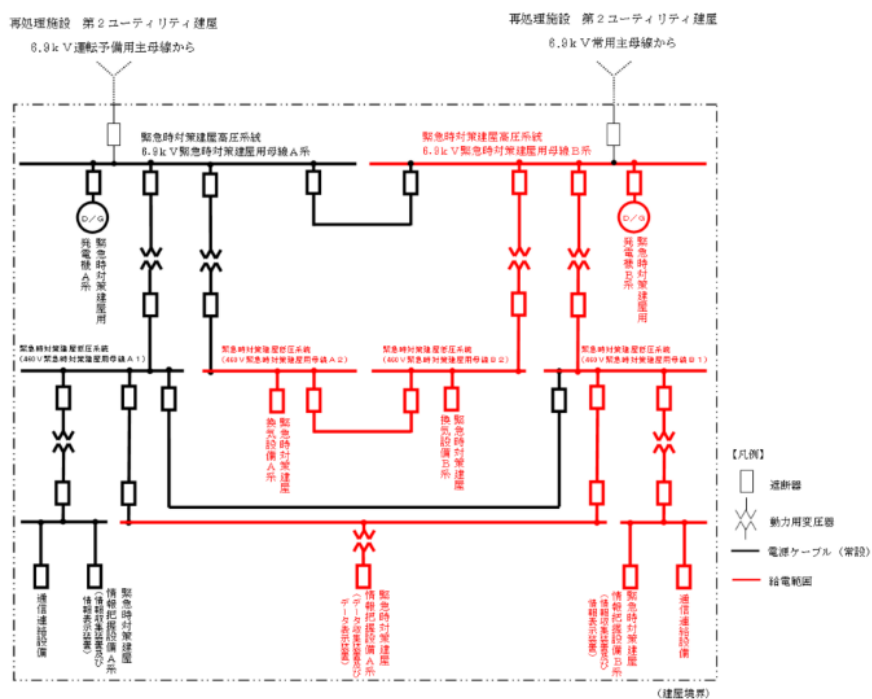 再処理施設　第２ユーティリティ建屋
6.9ｋＶ運転予備用主母線から
再処理施設　第２ユーティリティ建屋
6.9ｋＶ常用主母線から
緊急時対策建屋高圧系統
6.9ｋＶ緊急時対策建屋用母線Ａ系
緊急時対策建屋高圧系統
6.9ｋＶ緊急時対策建屋用母線Ｂ系
Ｄ／Ｇ
緊急時対策建屋用
発電機Ａ系
Ｄ／Ｇ
緊急時対策建屋用
発電機Ｂ系
緊急時対策建屋低圧系統
(460Ｖ緊急時対策建屋用母線Ａ1)
緊急時対策建屋低圧系統
(460Ｖ緊急時対策建屋用母線Ａ2)
緊急時対策建屋低圧系統
(460Ｖ緊急時対策建屋用母線Ｂ2)
緊急時対策建屋低圧系統
(460Ｖ緊急時対策建屋用母線Ｂ1)
緊急時対策建屋
換気設備Ａ系
緊急時対策建屋
換気設備Ｂ系
通信連絡設備
緊急時対策建屋
情報把握設備Ａ系
（情報収集装置及び
情報表示装置）
緊急時対策建屋
情報把握設備Ａ系
（データ収集装置及び
データ表示装置）
緊急時対策建屋
情報把握設備Ｂ系
（情報収集装置及び
情報表示装置）
通信連絡設備
【凡例】
遮断器
動力用変圧器
電源ケーブル（常設）
給電範囲
(建屋境界)